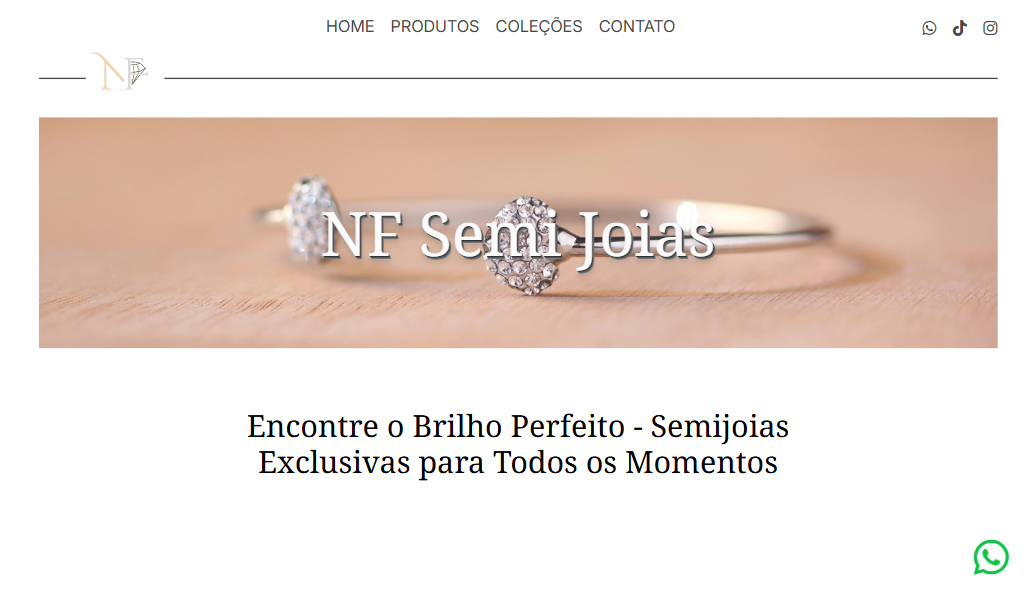 HOME PRODUTOS COLEÇÕES CONTATO
NF
NF Semi Joias
Encontre o Brilho Perfeito - Semijoias
Exclusivas para Todos os Momentos